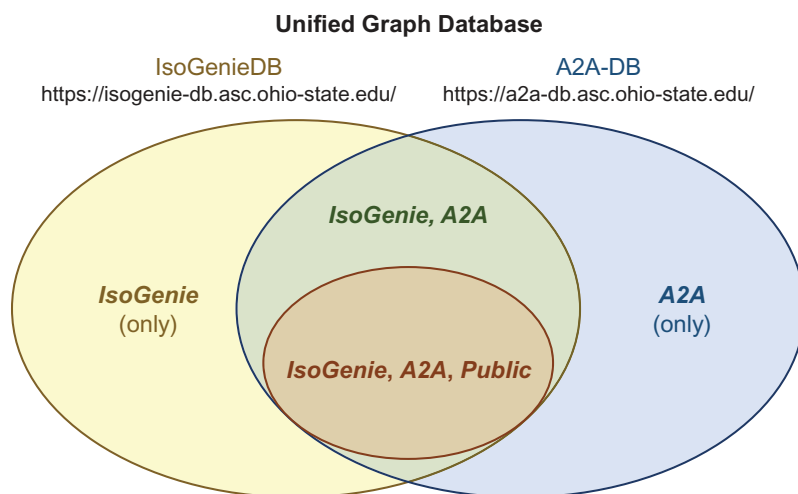 Unified Graph Database
IsoGenieDB
https://isogenie-db.asc.ohio-state.edu/
A2A-DB
https://a2a-db.asc.ohio-state.edu/
IsoGenie, A2A
IsoGenie
(only)
A2A
(only)
IsoGenie, A2A, Public